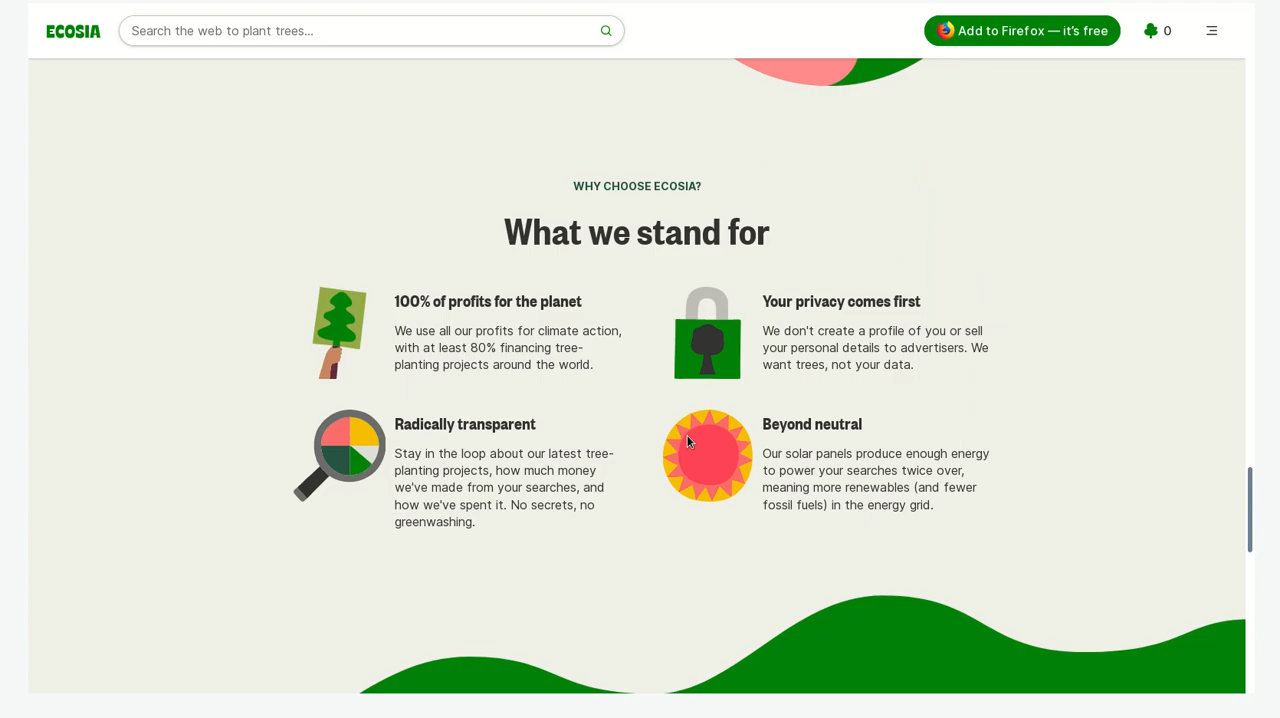 ECOSIA
Search the web to plant trees...
Add to Firefox — it's free
0
WHY CHOOSE ECOSIA?
What we stand for
100% of profits for the planet
We use all our profits for climate action,
with at least 80% financing tree-
planting projects around the world.
Your privacy comes first
We don't create a profile of you or sell
your personal details to advertisers. We
want trees, not your data.
Radically transparent
Stay in the loop about our latest tree-
planting projects, how much money
we've made from your searches, and
how we've spent it. No secrets, no
greenwashing.
Beyond neutral
Our solar panels produce enough energy
to power your searches twice over,
meaning more renewables (and fewer
fossil fuels) in the energy grid.